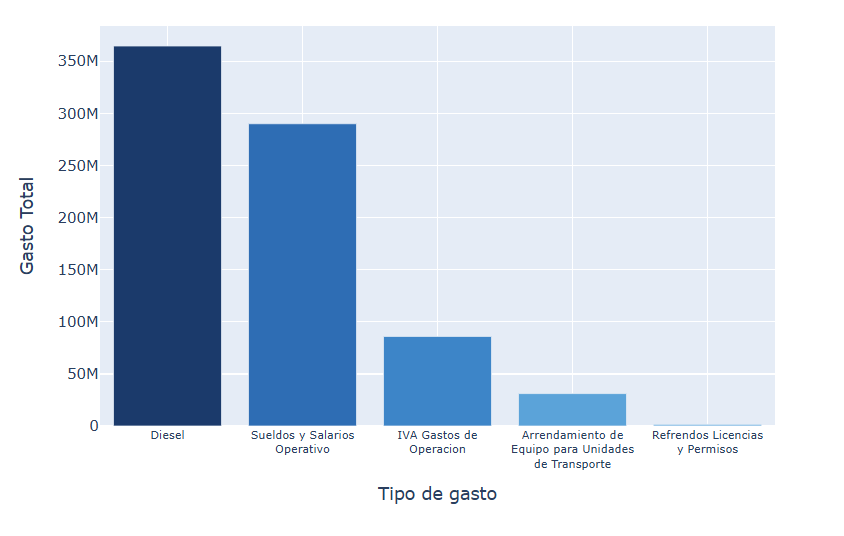 350M
300M
250M
200M
150M
100M
50M
0
Gasto Total
Diesel
Sueldos y Salarios
Operativo
IVA Gastos de
Operacion
Arrendamiento de
Equipo para Unidades
de Transporte
Refrendos Licencias
y Permisos
Tipo de gasto